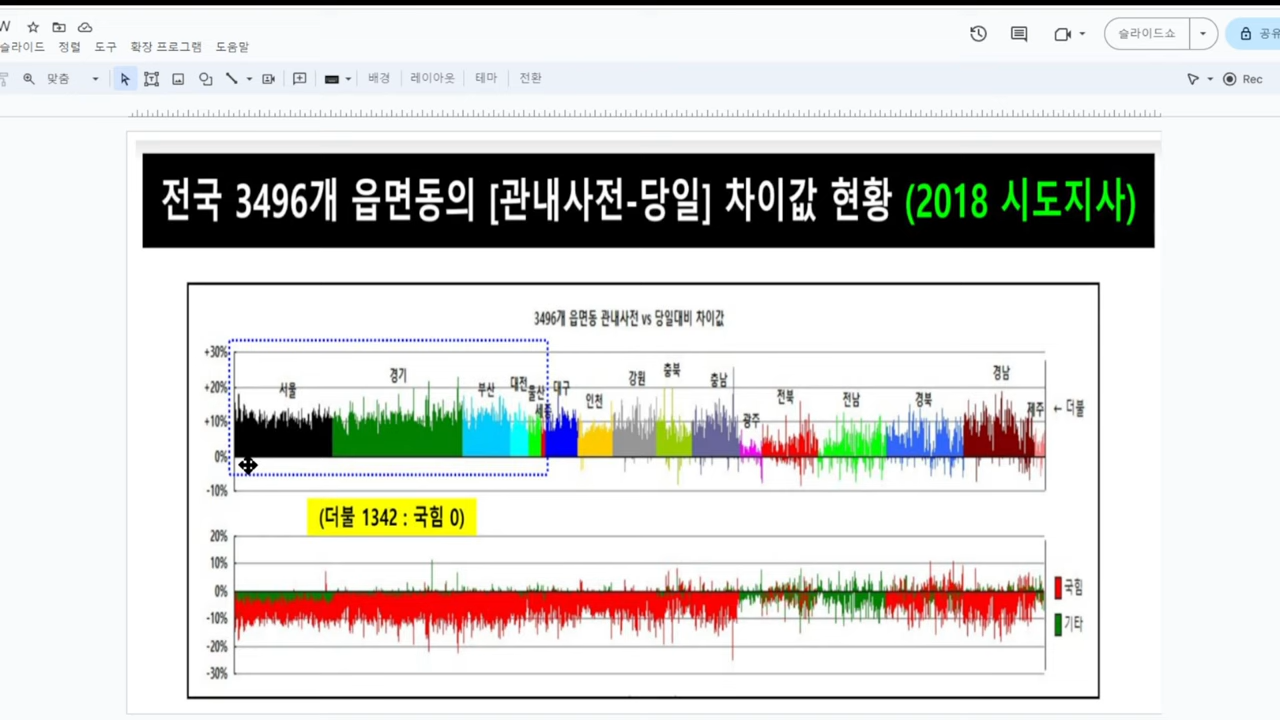 슬라이드 정렬 도구 확장 프로그램 도움말
슬라이드쇼
공유
맞춤 배경 레이아웃 테마 전환 Rec
전국 3496개 읍면동의 [관내사전-당일] 차이값 현황 (2018 시도지사)
3496개 읍면동 관내사전 vs 당일대비 차이값
+30%
+20%
+10%
0%
-10%
서울 경기 부산 대전 울산 세종 대구 인천 강원 충북 충남 광주 전북 전남 경북 경남 제주
← 더불
(더불 1342 : 국힘 0)
20%
10%
0%
-10%
-20%
-30%
국힘
기타